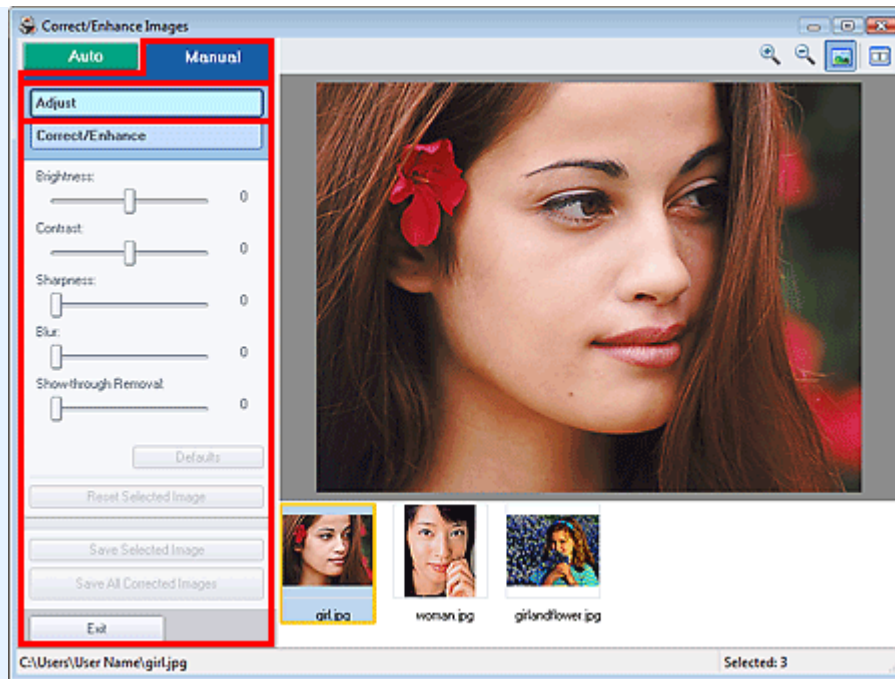 Correct/Enhance Images
Auto Manual
Adjust
Correct/Enhance
Brightness:
0
Contrast:
0
Sharpness:
0
Blur:
0
Show-through Removal:
0
Defaults
Reset Selected Image
Save Selected Image
Save All Corrected Images
Exit
girl.jpg woman.jpg girlandflower.jpg
C:\Users\User Name\girl.jpg Selected: 3